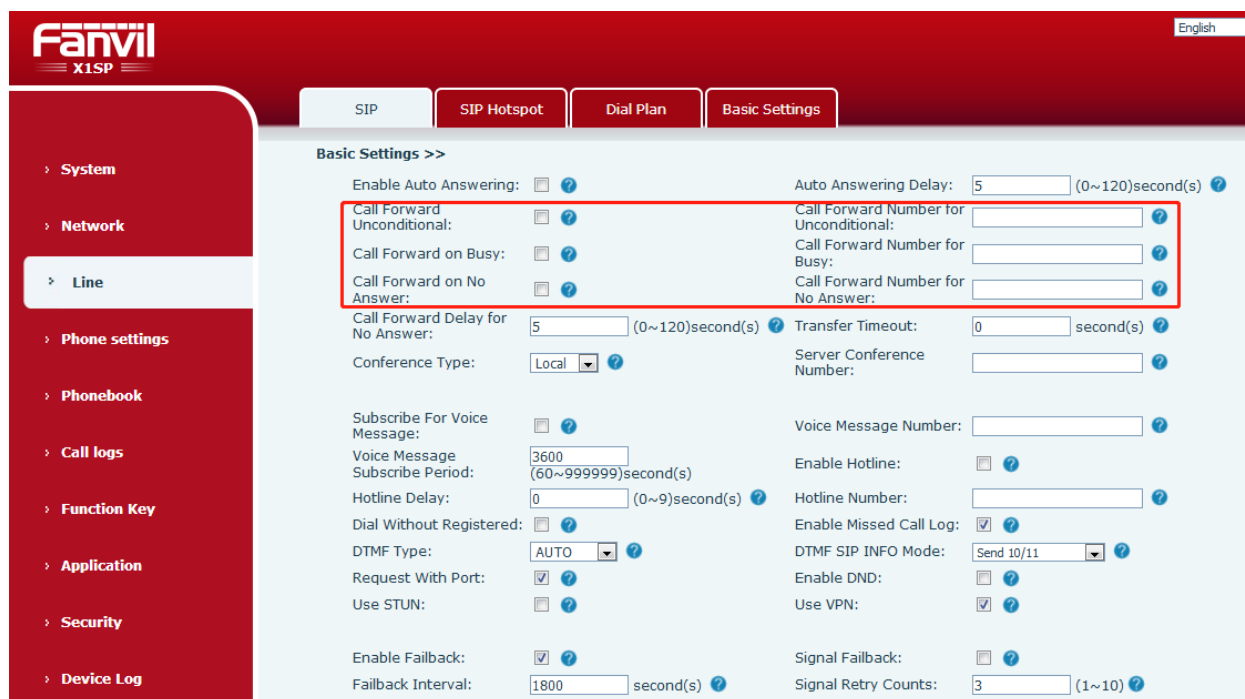 Fanvil
X1SP
English
SIP
SIP Hotspot
Dial Plan
Basic Settings
› System
› Network
› Line
› Phone settings
› Phonebook
› Call logs
› Function Key
› Application
› Security
› Device Log
Basic Settings >>
Enable Auto Answering: ? Auto Answering Delay: 5 (0~120)second(s) ?
Call Forward
Unconditional: ? Call Forward Number for
Unconditional: ?
Call Forward on Busy: ? Call Forward Number for
Busy: ?
Call Forward on No
Answer: ? Call Forward Number for
No Answer: ?
Call Forward Delay for
No Answer: 5 (0~120)second(s) ? Transfer Timeout: 0 second(s) ?
Conference Type: Local ? Server Conference
Number:
Subscribe For Voice
Message: ? Voice Message Number: ?
Voice Message
Subscribe Period: 3600
(60~999999)second(s) Enable Hotline: ?
Hotline Delay: 0 (0~9)second(s) ? Hotline Number: ?
Dial Without Registered: ? Enable Missed Call Log: ?
DTMF Type: AUTO ? DTMF SIP INFO Mode: Send 10/11 ?
Request With Port: ? Enable DND: ?
Use STUN: ? Use VPN: ?
Enable Failback: ? Signal Failback: ?
Failback Interval: 1800 second(s) ? Signal Retry Counts: 3 (1~10) ?